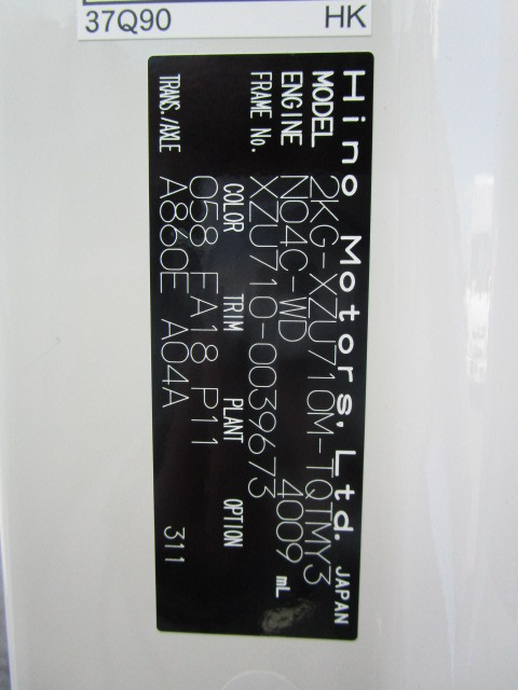 37Q90 HK
Hino Motors, Ltd. JAPAN
MODEL 2KG-XZU710M-TQTMY3
ENGINE N04C-WD 4009 mL
FRAME No. XZU710-0039673
COLOR TRIM PLANT OPTION
058 EA18 P11
TRANS./AXLE A860E A04A 311